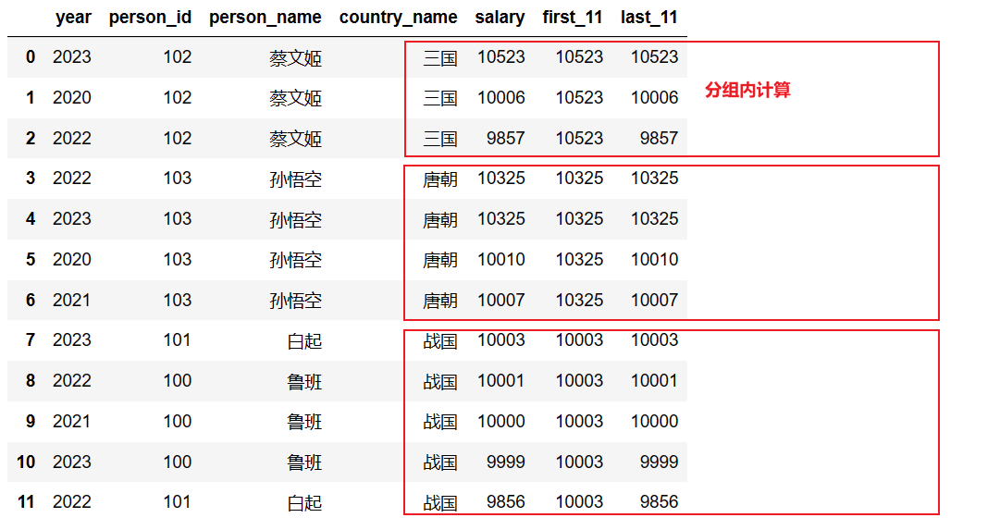 year person_id person_name country_name salary first_11 last_11
0 2023 102 蔡文姬 三国 10523 10523 10523
分组内计算
1 2020 102 蔡文姬 三国 10006 10523 10006
2 2022 102 蔡文姬 三国 9857 10523 9857
3 2022 103 孙悟空 唐朝 10325 10325 10325
4 2023 103 孙悟空 唐朝 10325 10325 10325
5 2020 103 孙悟空 唐朝 10010 10325 10010
6 2021 103 孙悟空 唐朝 10007 10325 10007
7 2023 101 白起 战国 10003 10003 10003
8 2022 100 鲁班 战国 10001 10003 10001
9 2021 100 鲁班 战国 10000 10003 10000
10 2023 100 鲁班 战国 9999 10003 9999
11 2022 101 白起 战国 9856 10003 9856